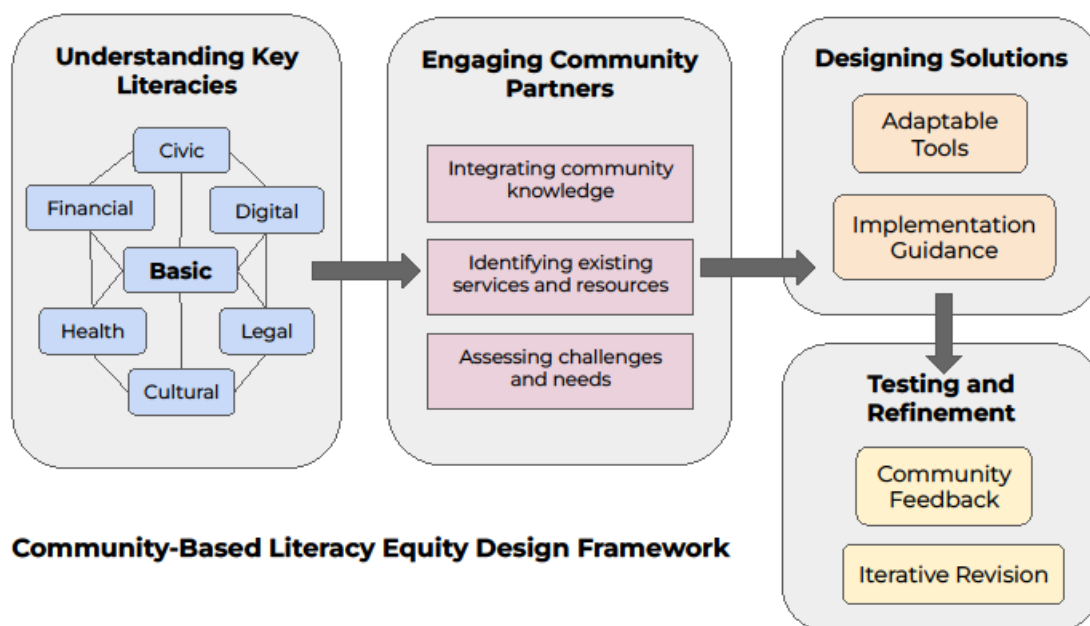 Understanding Key
Literacies
Civic
Financial
Digital
Basic
Health
Legal
Cultural
Engaging Community
Partners
Integrating community
knowledge
Identifying existing
services and resources
Assessing challenges
and needs
Designing Solutions
Adaptable
Tools
Implementation
Guidance
Testing and
Refinement
Community
Feedback
Iterative Revision
Community-Based Literacy Equity Design Framework